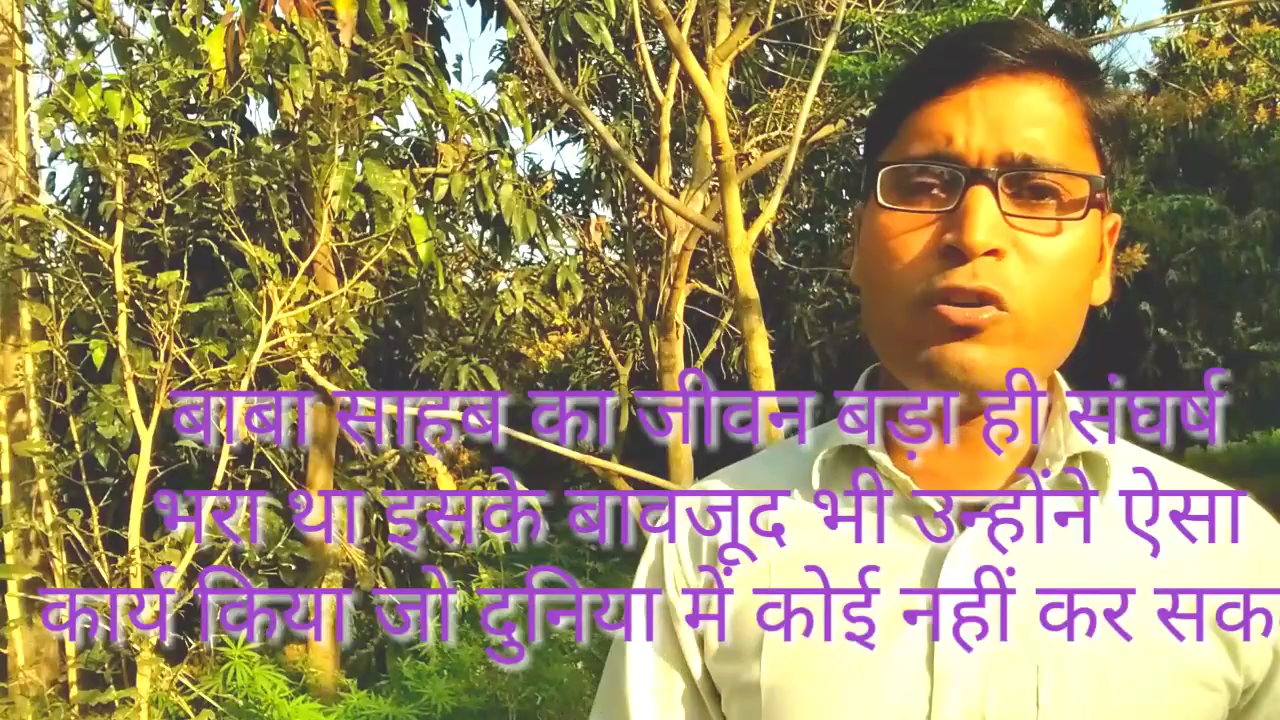 बाबा साहब का जीवन बड़ा ही संघर्ष
भरा था इसके बावजूद भी उन्होंने ऐसा
कार्य किया जो दुनिया में कोई नहीं कर सक